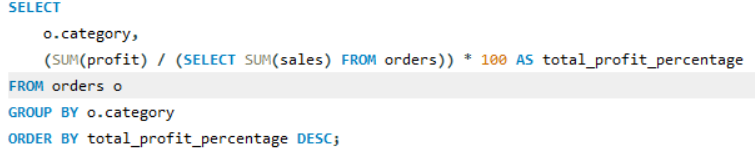 SELECT
o.category,
(SUM(profit) / (SELECT SUM(sales) FROM orders)) * 100 AS total_profit_percentage
FROM orders o
GROUP BY o.category
ORDER BY total_profit_percentage DESC;